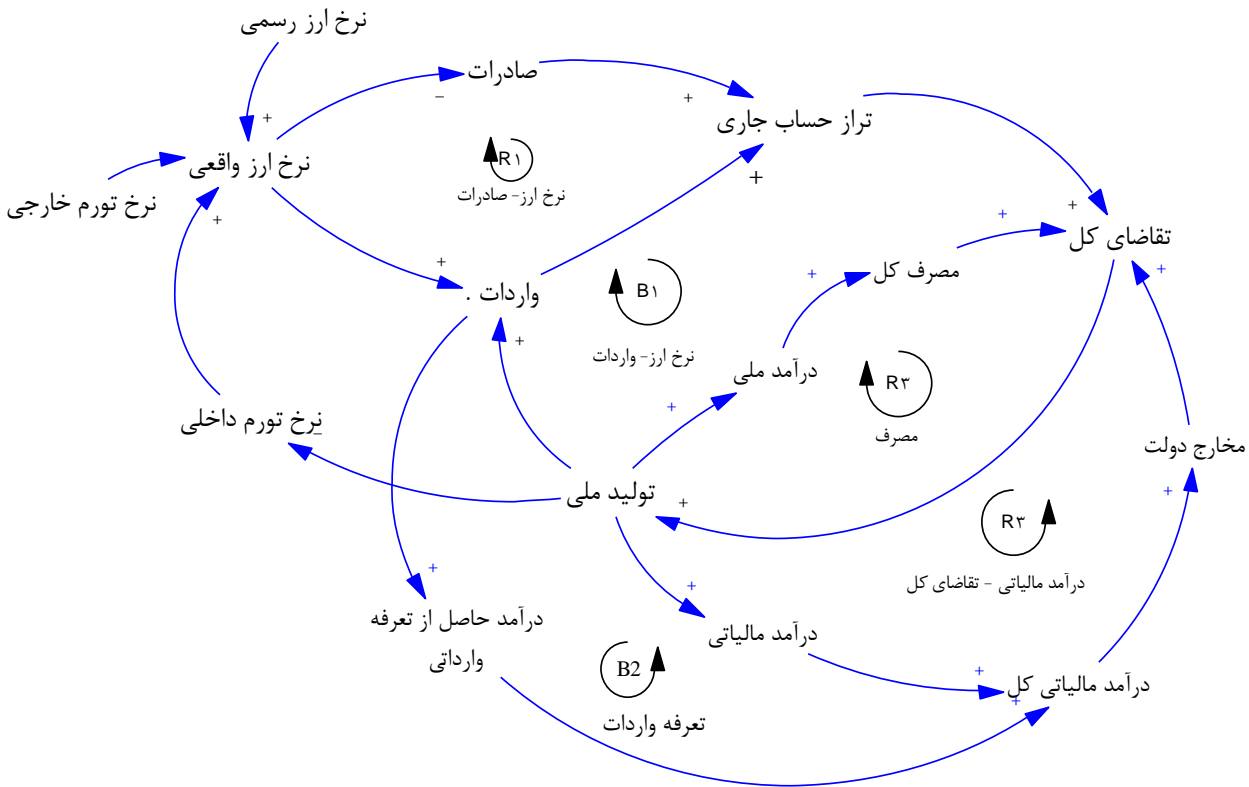 نرخ ارز رسمی
صادرات
+
−
+
+
تراز حساب جاری
نرخ ارز واقعی
R۱
نرخ ارز- صادرات
+
نرخ تورم خارجی
+
+
+
+
تقاضای کل
+
+
+
مصرف کل
واردات .
B۱
نرخ ارز- واردات
+
درآمد ملی
R۳
مصرف
+
نرخ تورم داخلی
−
مخارج دولت
تولید ملی
+
+
R۳
درآمد مالیاتی - تقاضای کل
+
+
درآمد حاصل از تعرفه
وارداتی
درآمد مالیاتی
B2
تعرفه واردات
+
+
درآمد مالیاتی کل